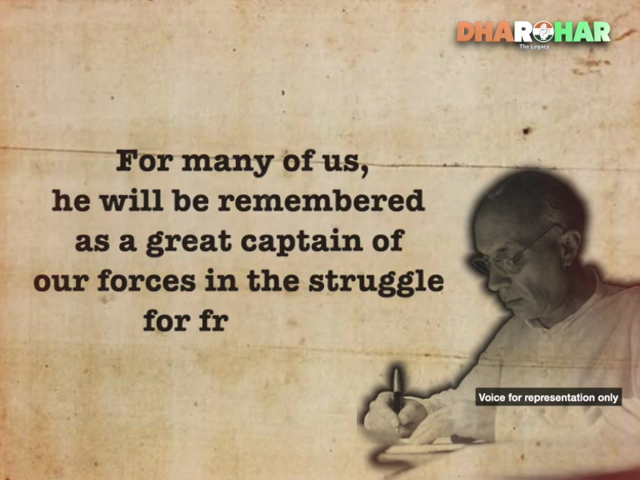 DHAROHAR
The Legacy
For many of us,
he will be remembered
as a great captain of
our forces in the struggle
for fr
Voice for representation only